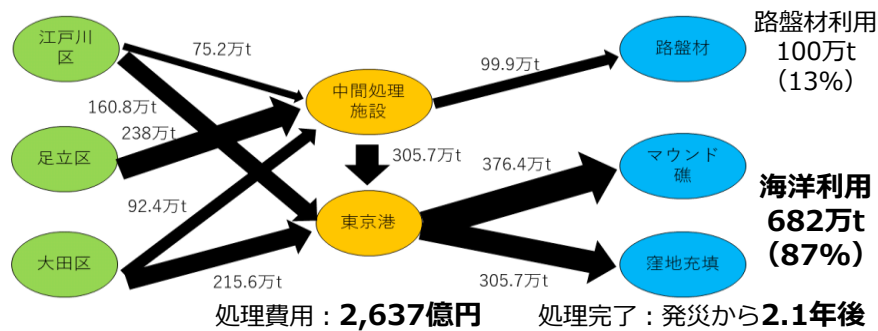 江戸川
区
75.2万t
路盤材
路盤材利用
100万t
(13%)
99.9万t
中間処理
施設
160.8万t
238万t
足立区
305.7万t
376.4万t
マウンド
礁
海洋利用
682万t
(87%)
92.4万t
東京港
大田区
215.6万t
305.7万t
窪地充填
処理費用：2,637億円
処理完了：発災から2.1年後